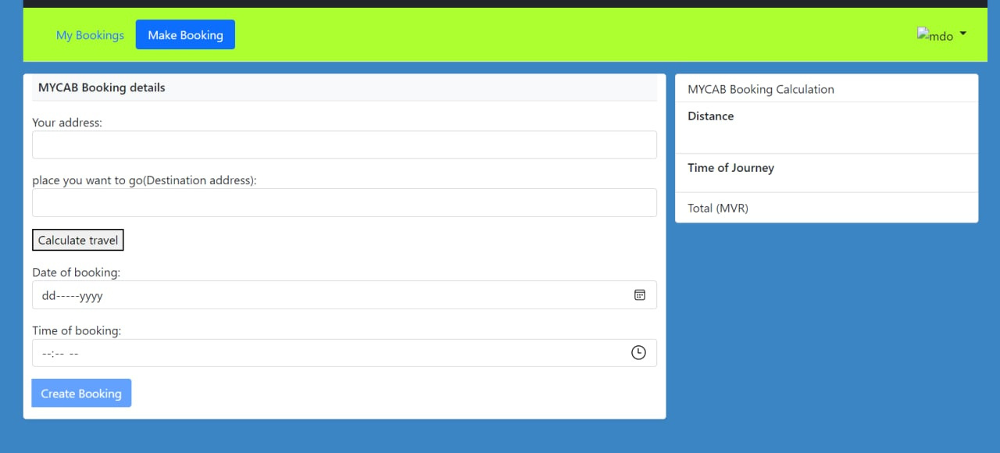 My Bookings Make Booking mdo
MYCAB Booking details
Your address:
place you want to go(Destination address):
Calculate travel
Date of booking:
dd-----yyyy
Time of booking:
--:-- --
Create Booking
MYCAB Booking Calculation
Distance
Time of Journey
Total (MVR)